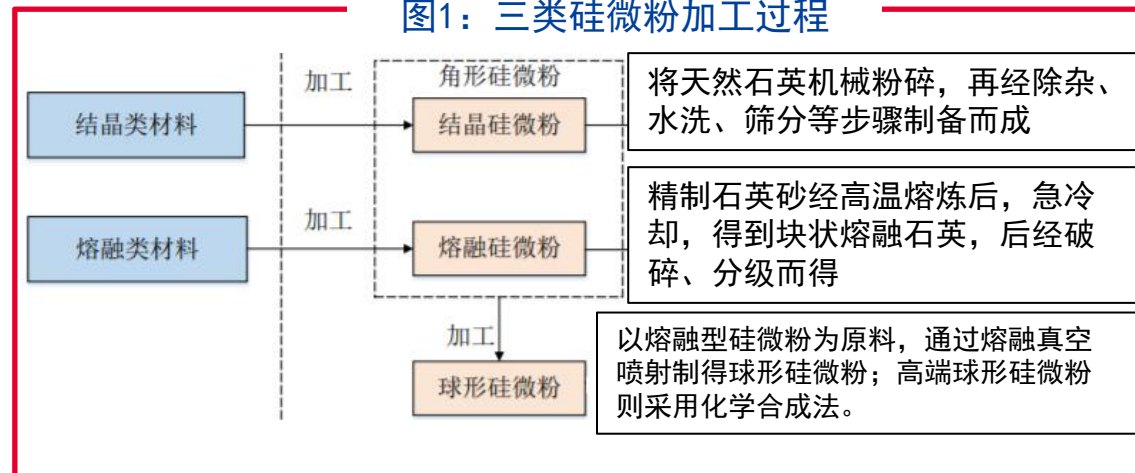 图1：三类硅微粉加工过程
加工
角形硅微粉
结晶类材料
结晶硅微粉
将天然石英机械粉碎，再经除杂、
水洗、筛分等步骤制备而成
加工
熔融类材料
熔融硅微粉
精制石英砂经高温熔炼后，急冷
却，得到块状熔融石英，后经破
碎、分级而得
加工
球形硅微粉
以熔融型硅微粉为原料，通过熔融真空
喷射制得球形硅微粉；高端球形硅微粉
则采用化学合成法。